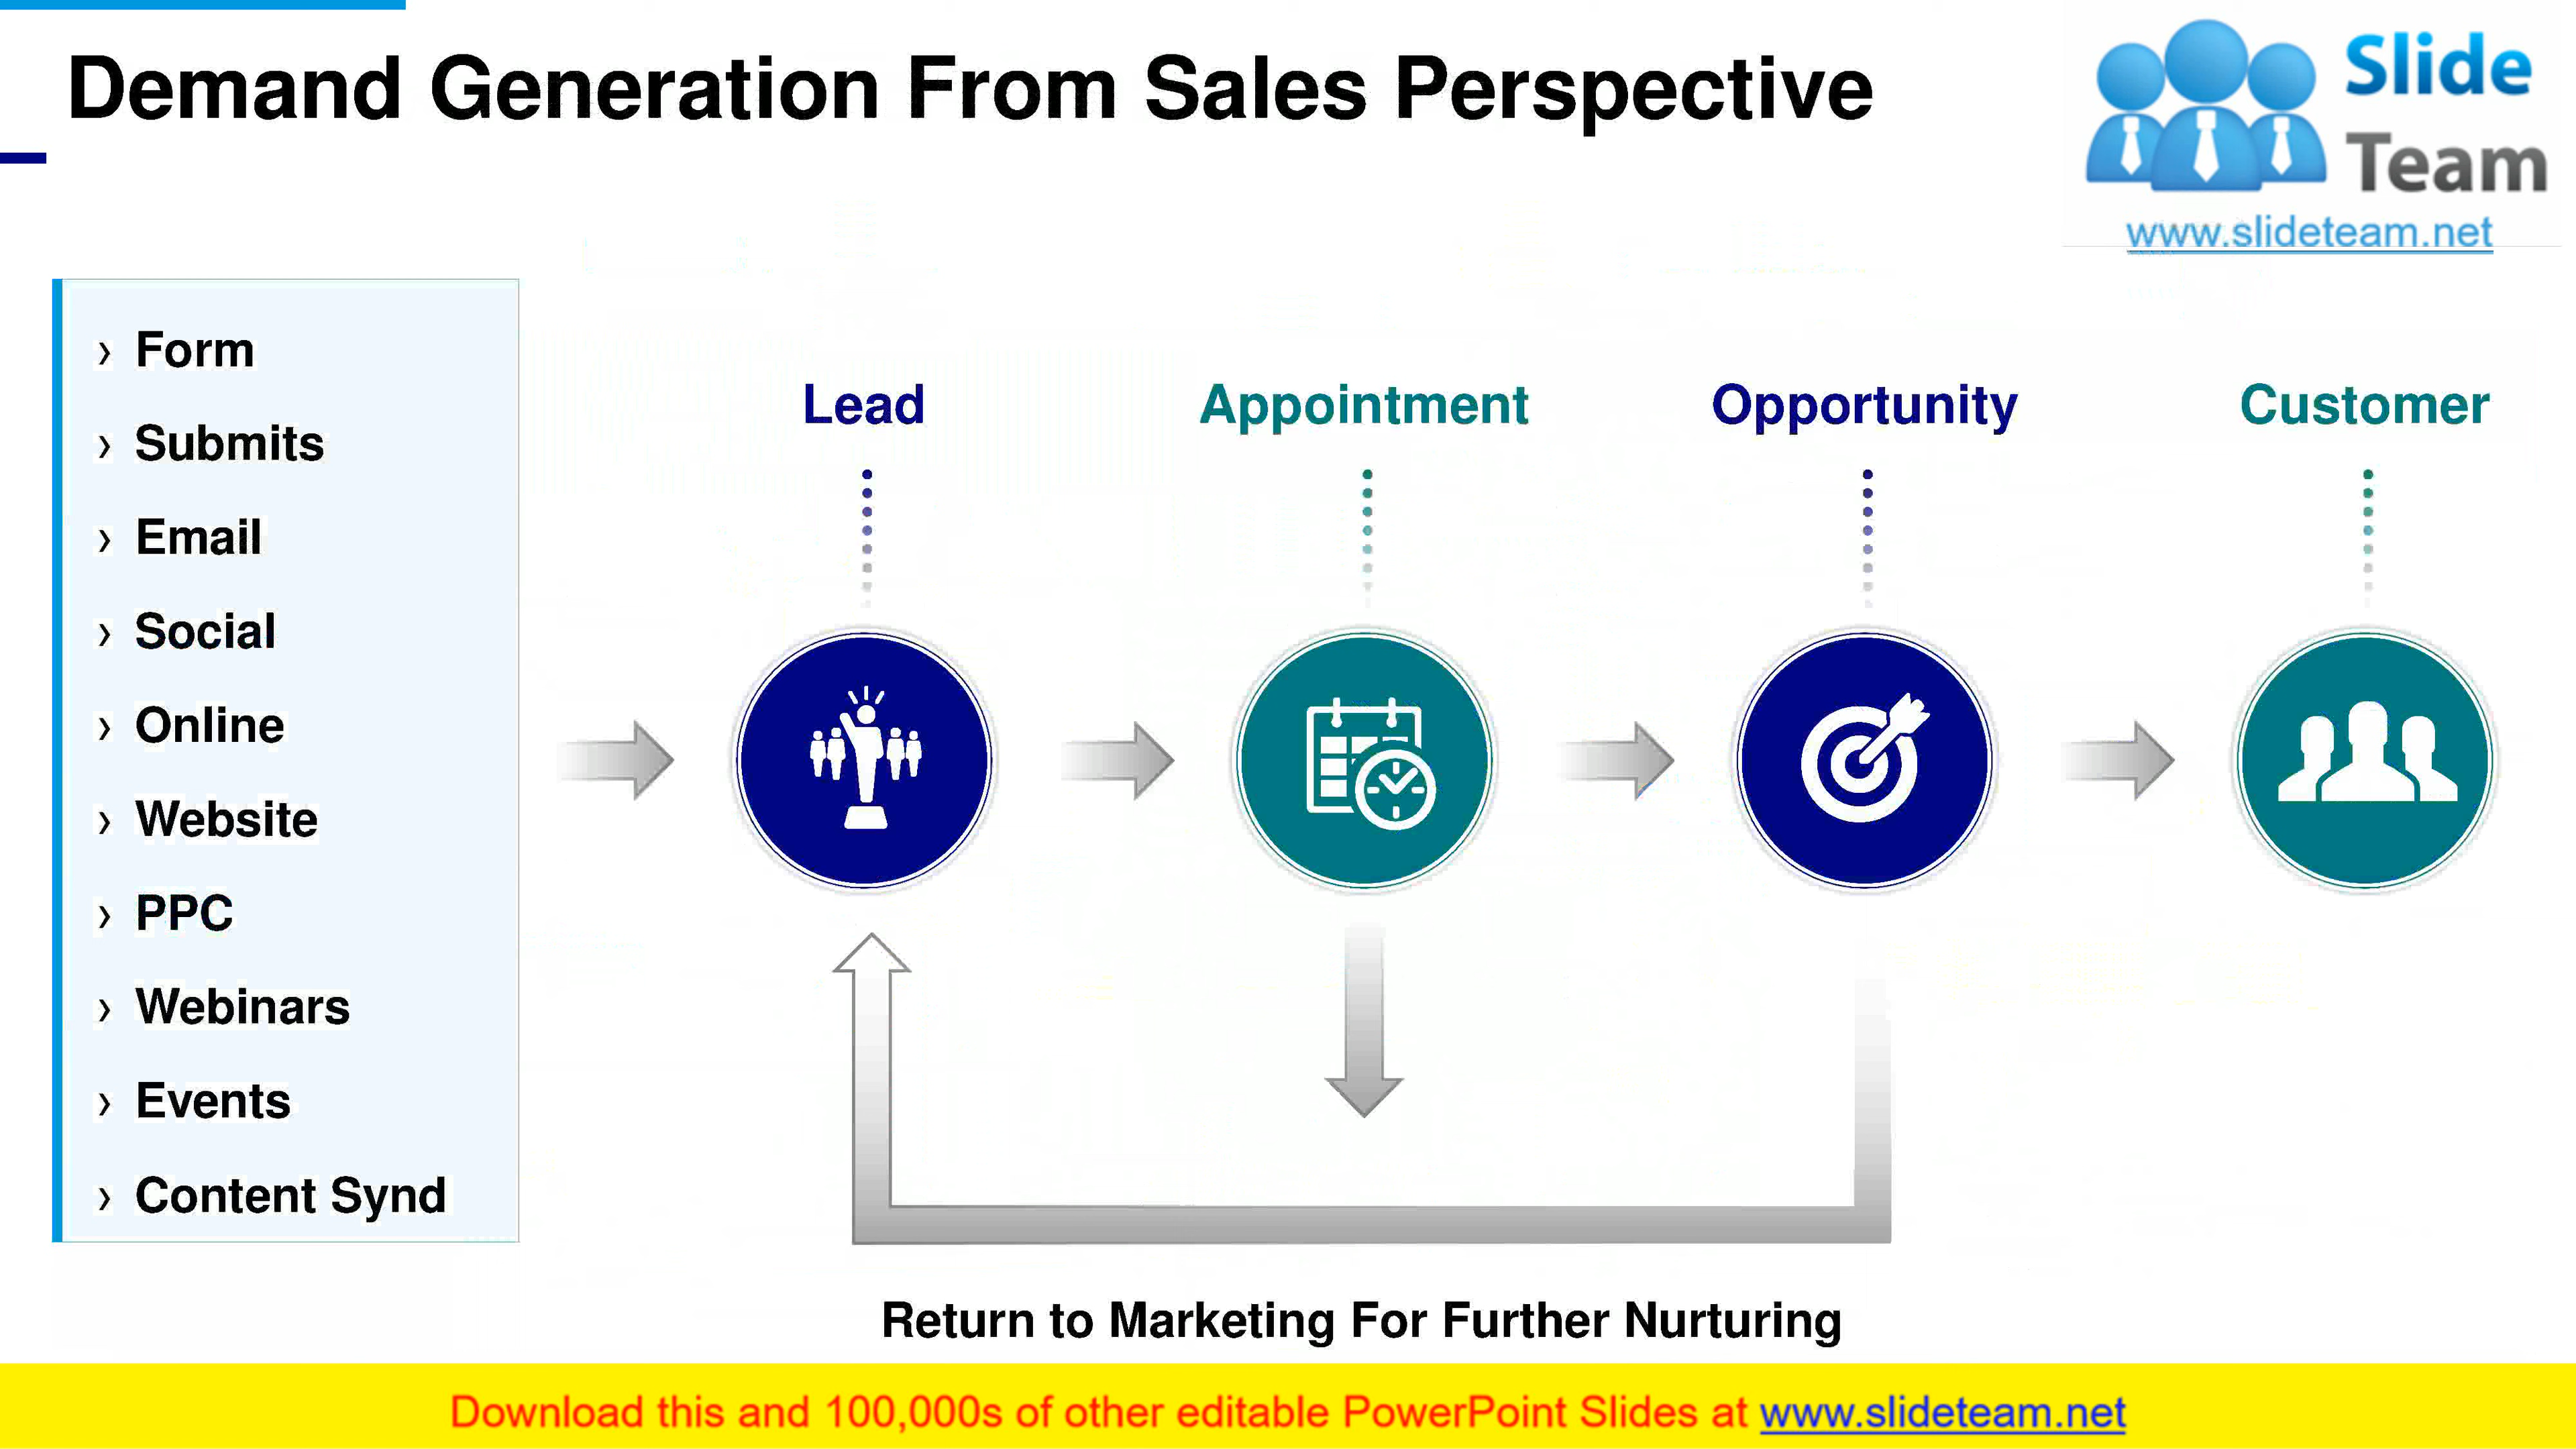 Demand Generation From Sales Perspective
Slide
Team
www.slideteam.net
› Form
› Submits
› Email
› Social
› Online
› Website
› PPC
› Webinars
› Events
› Content Synd
Lead
Appointment
Opportunity
Customer
Return to Marketing For Further Nurturing
Download this and 100,000s of other editable PowerPoint Slides at www.slideteam.net